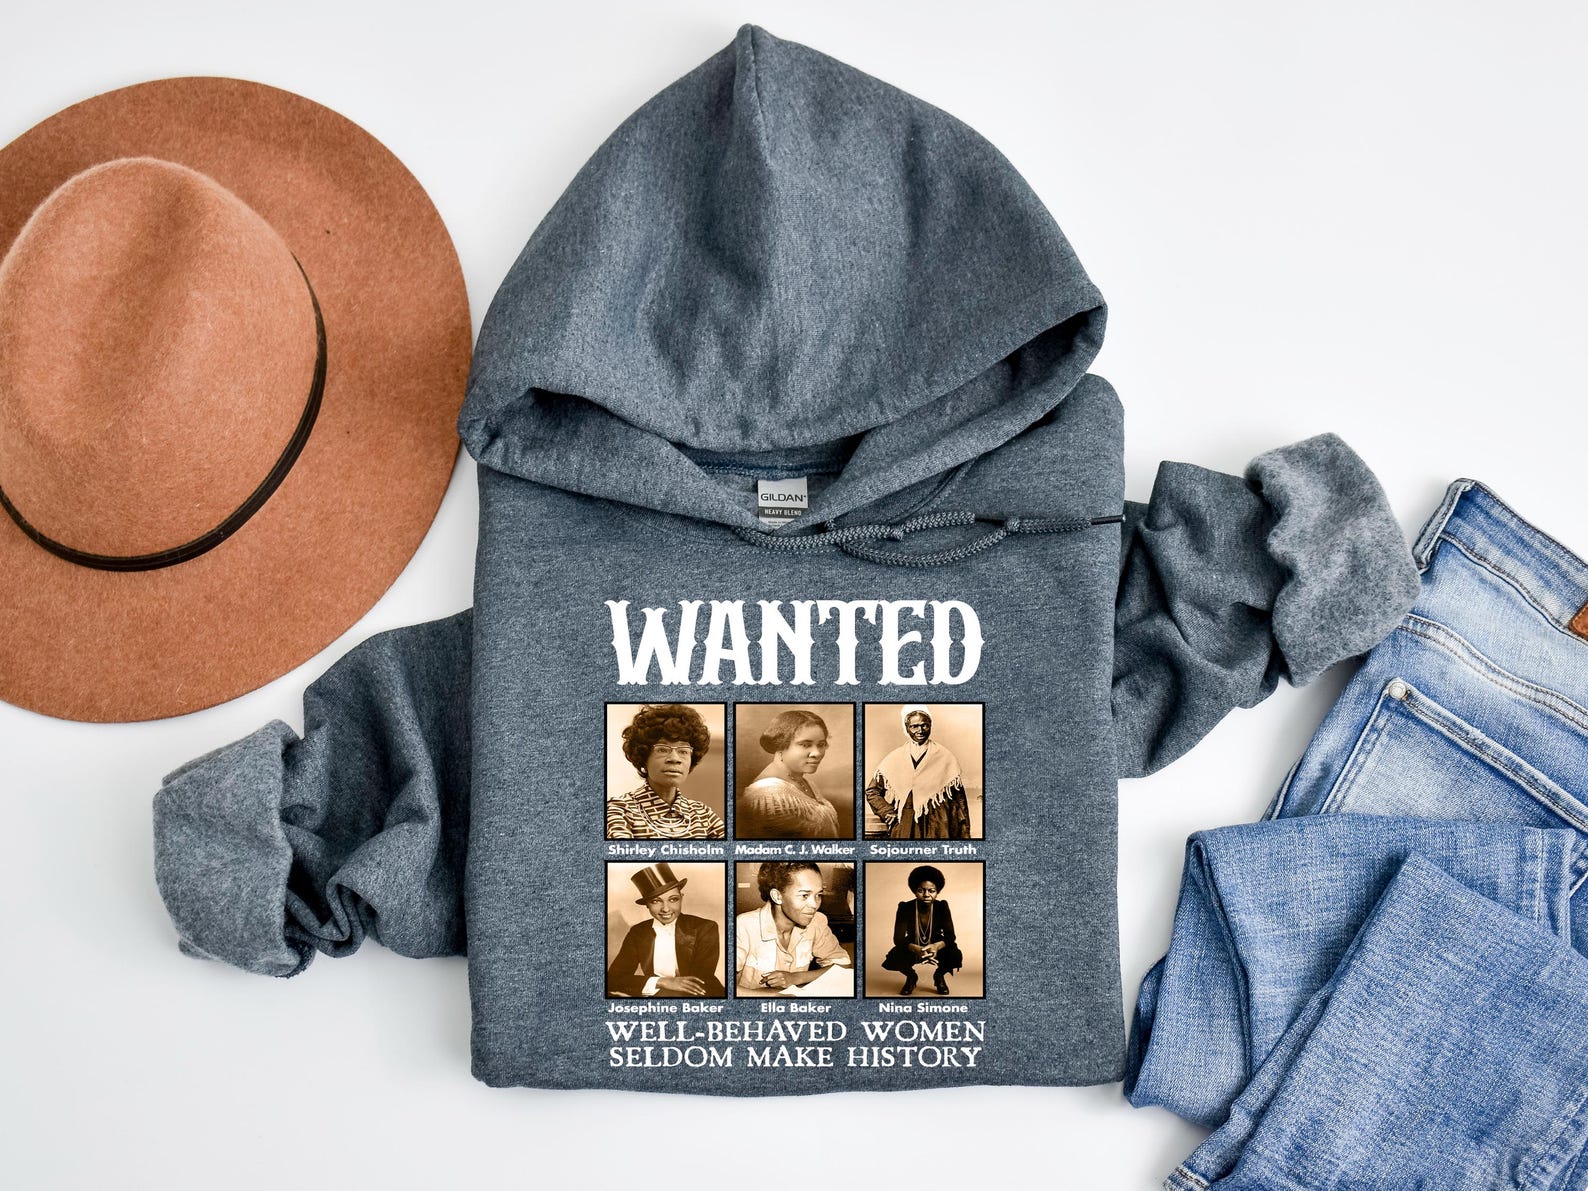 GILDAN
HEAVY BLEND
WANTED
Shirley Chisholm Madam C. J. Walker Sojourner Truth
Josephine Baker Ella Baker Nina Simone
WELL-BEHAVED WOMEN
SELDOM MAKE HISTORY